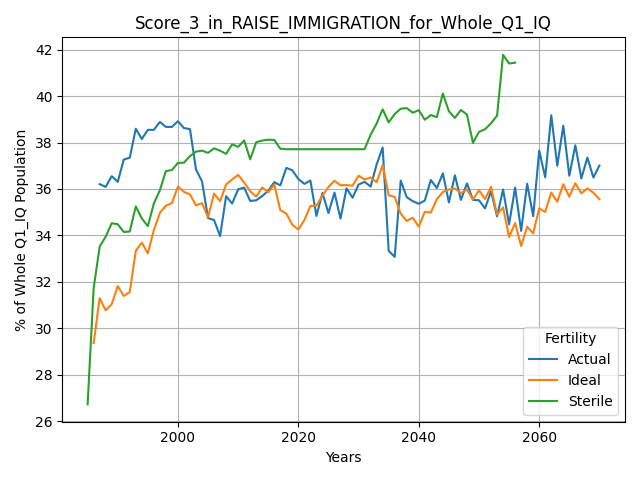 Score_3_in_RAISE_IMMIGRATION_for_Whole_Q1_IQ
% of Whole Q1_IQ Population
42
40
38
36
34
32
30
28
26
2000
2020
2040
2060
Years
Fertility
Actual
Ideal
Sterile